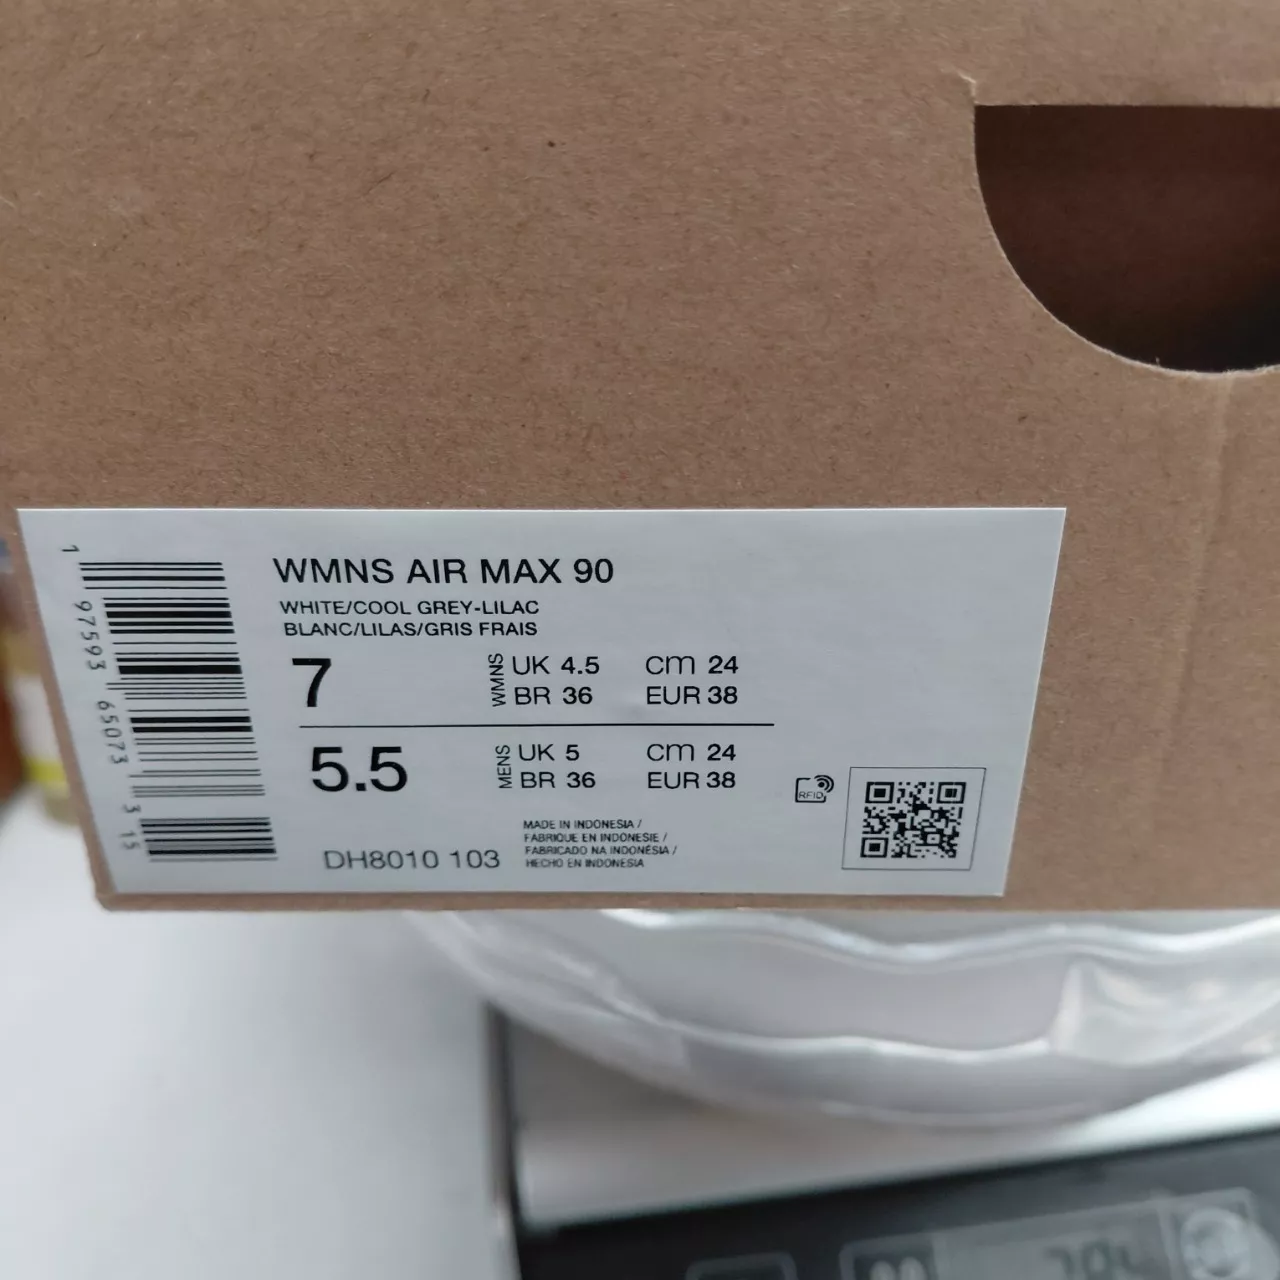 WMNS AIR MAX 90
WHITE/COOL GREY-LILAC
BLANC/LILAS/GRIS FRAIS
7
WMNS
UK 4.5 cm 24
BR 36 EUR 38
5.5
MENS
UK 5 cm 24
BR 36 EUR 38
MADE IN INDONESIA /
FABRIQUE EN INDONESIE /
FABRICADO NA INDONÉSIA /
HECHO EN INDONESIA
DH8010 103
RFID
1 97593 65073 3 15